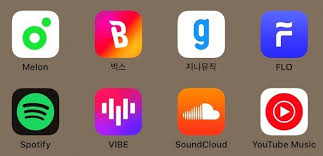 Melon
벅스
지니뮤직
FLO
Spotify
VIBE
SoundCloud
YouTube Music